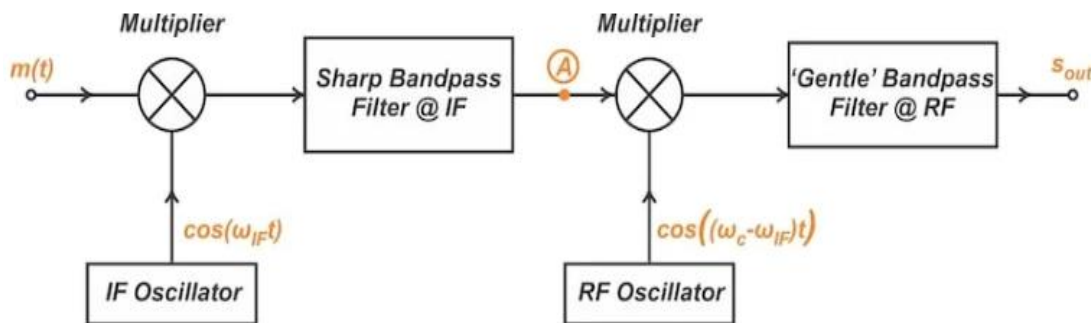 Multiplier
Multiplier
m(t)
Sharp Bandpass
Filter @ IF
A
'Gentle' Bandpass
Filter @ RF
s_out
cos(ω_IF t)
cos((ω_c-ω_IF)t)
IF Oscillator
RF Oscillator